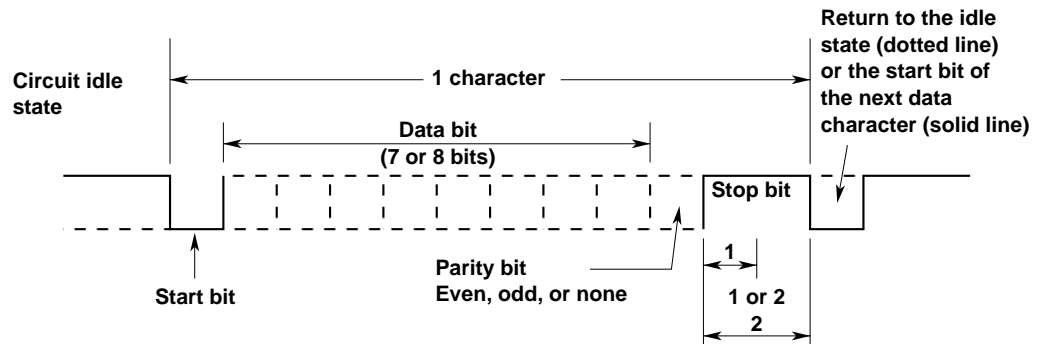 Return to the idle
state (dotted line)
or the start bit of
the next data
character (solid line)
Circuit idle
state
1 character
Data bit
(7 or 8 bits)
Stop bit
Start bit
Parity bit
Even, odd, or none
1
1 or 2
2